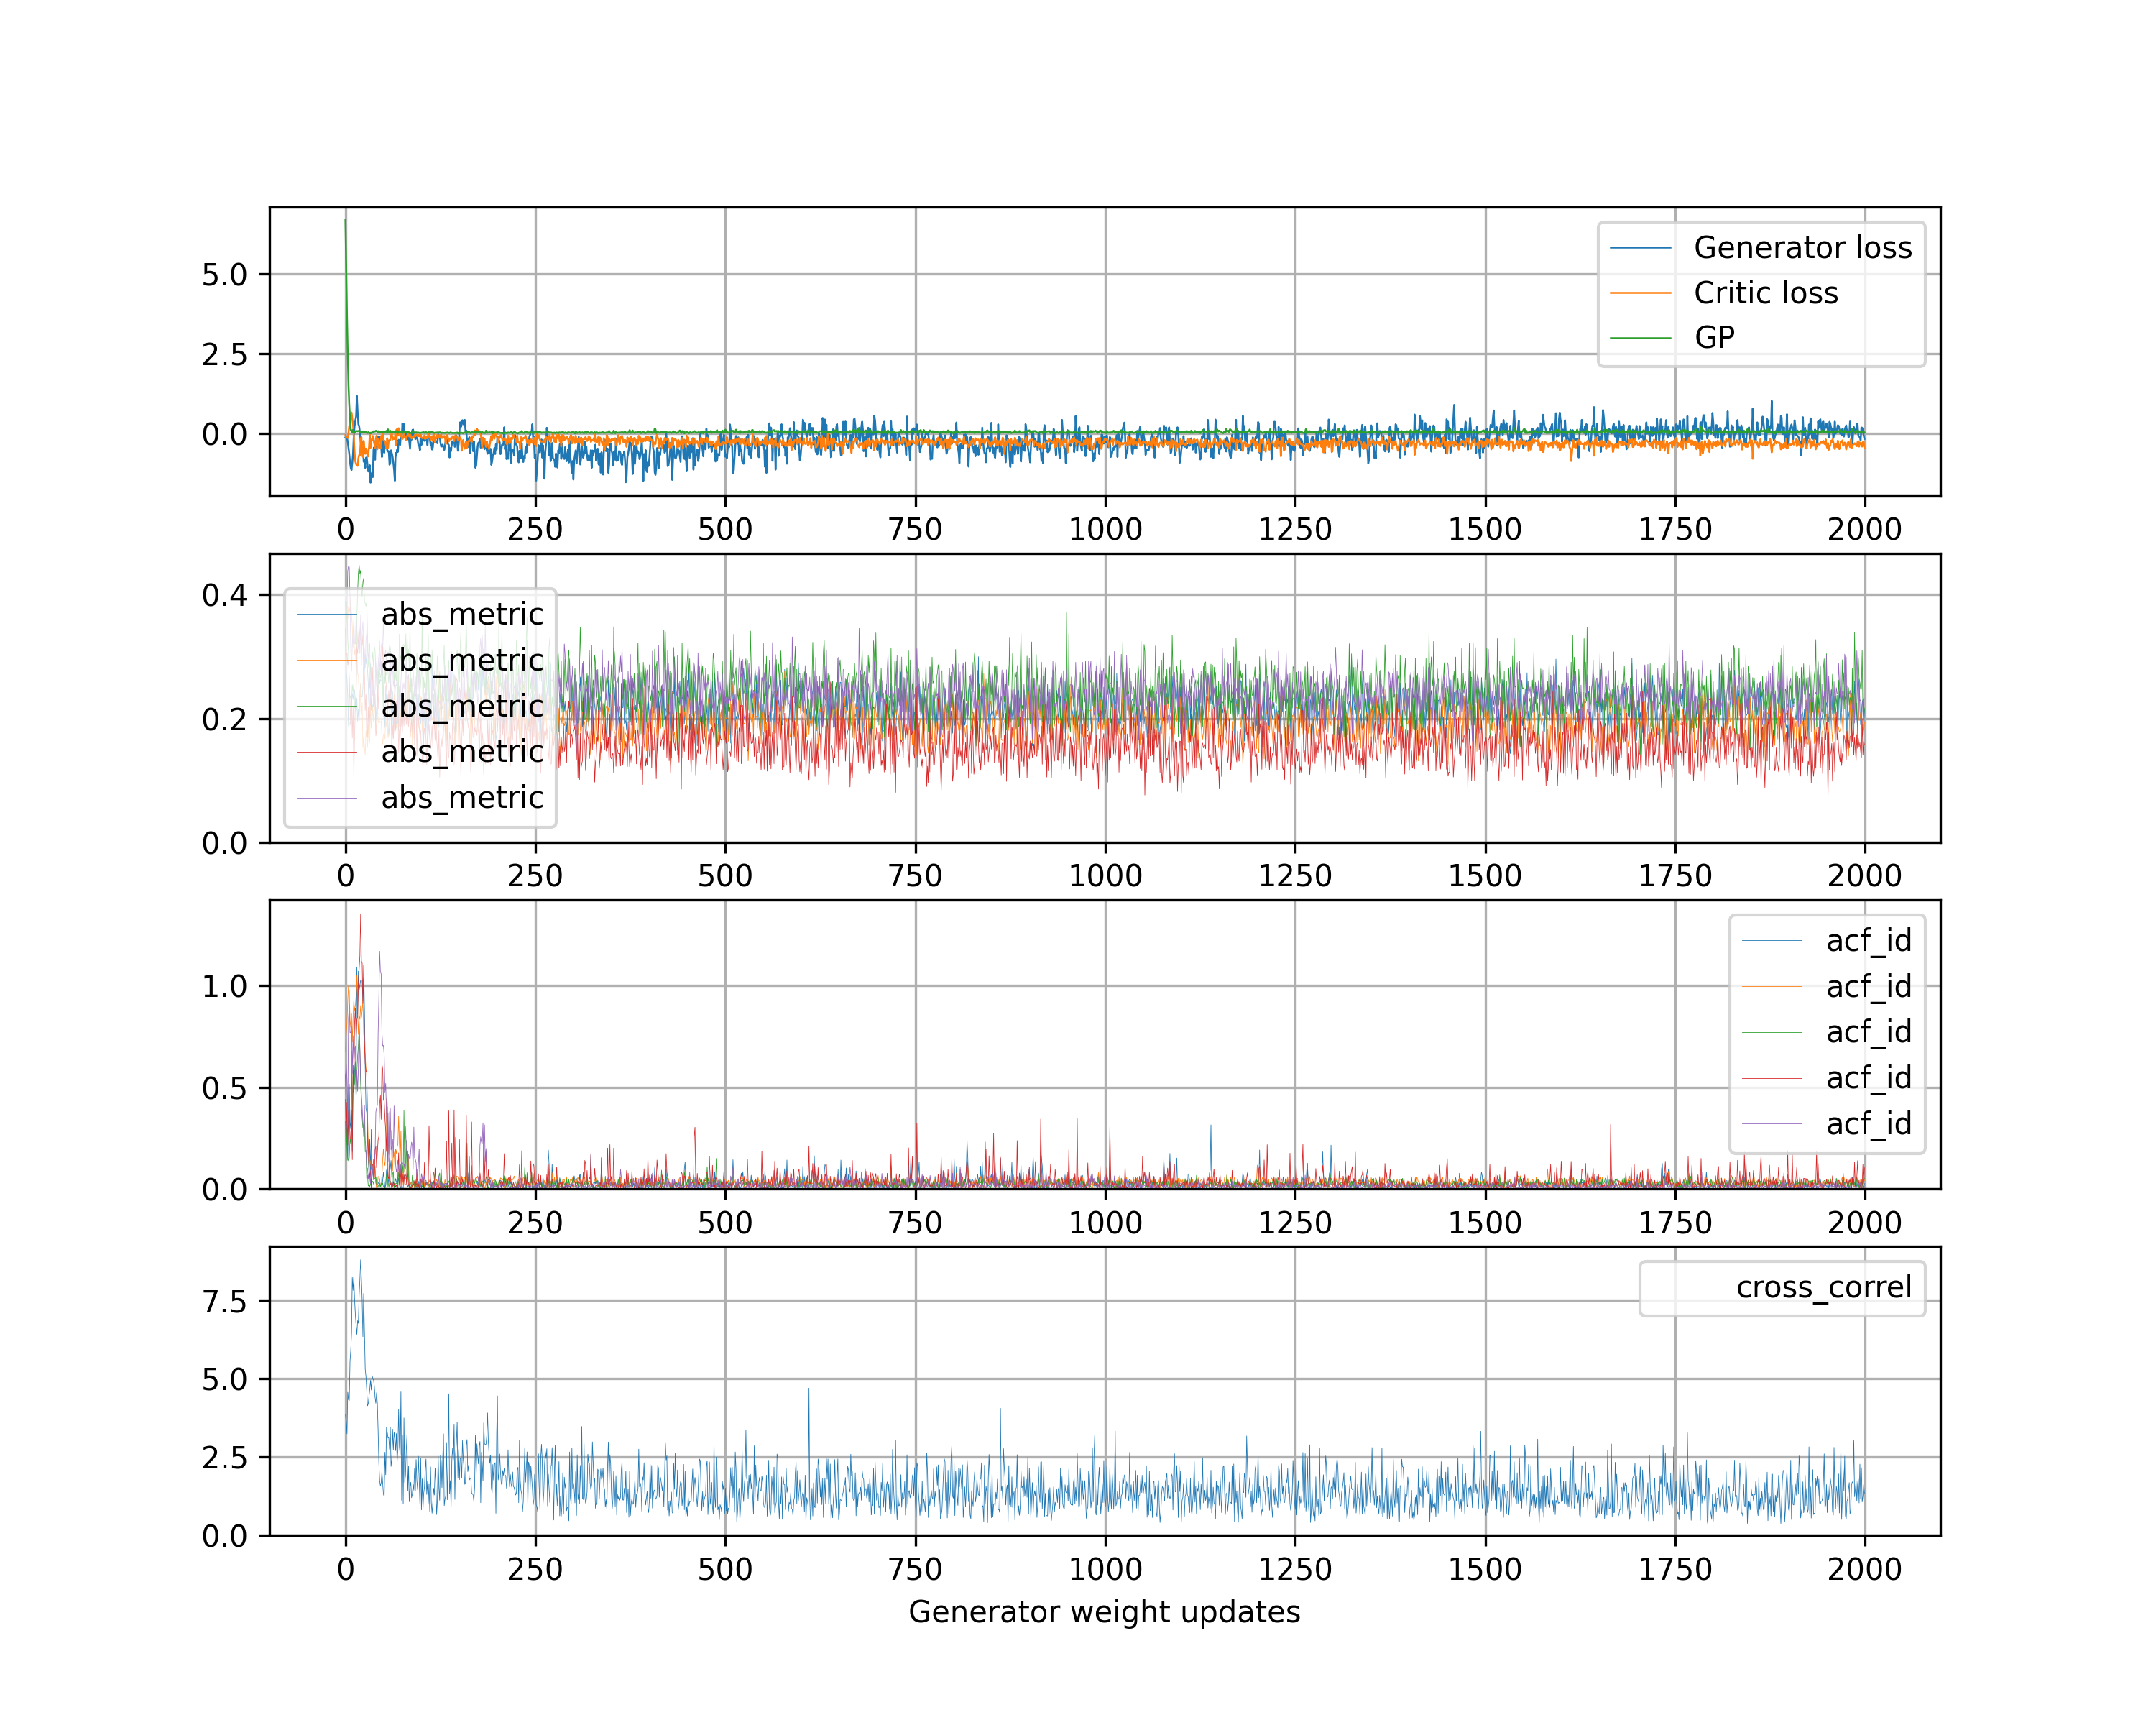 5.0
2.5
0.0
Generator loss
Critic loss
GP
0 250 500 750 1000 1250 1500 1750 2000
0.4
0.2
0.0
abs_metric
abs_metric
abs_metric
abs_metric
abs_metric
0 250 500 750 1000 1250 1500 1750 2000
1.0
0.5
0.0
acf_id
acf_id
acf_id
acf_id
acf_id
0 250 500 750 1000 1250 1500 1750 2000
7.5
5.0
2.5
0.0
cross_correl
0 250 500 750 1000 1250 1500 1750 2000
Generator weight updates